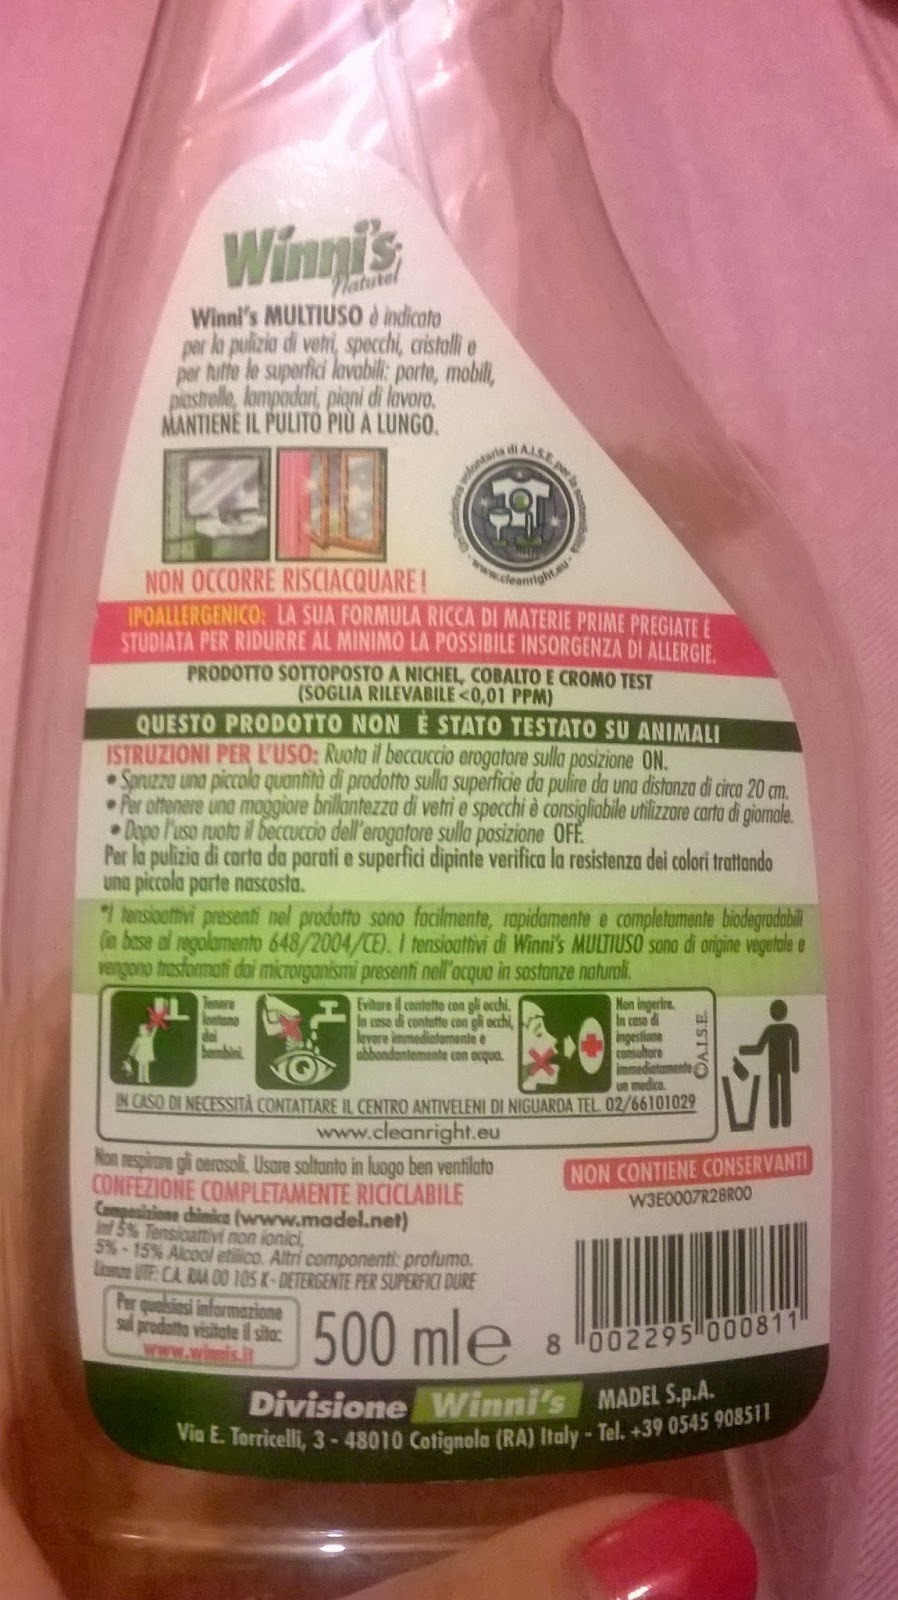 Winni's
Naturel
Winni's MULTIUSO è indicato
per la pulizia di vetri, specchi, cristalli e
per tutte le superfici lavabili: porte, mobili,
piastrelle, lampadari, piani di lavoro.
MANTIENE IL PULITO PIÙ A LUNGO.
volontaria di A.I.S.E. per la
www.cleanright.eu
NON OCCORRE RISCIACQUARE!
IPOALLERGENICO: LA SUA FORMULA RICCA DI MATERIE PRIME PREGIATE È
STUDIATA PER RIDURRE AL MINIMO LA POSSIBILE INSORGENZA DI ALLERGIE.
PRODOTTO SOTTOPOSTO A NICHEL, COBALTO E CROMO TEST
(SOGLIA RILEVABILE <0,01 PPM)
QUESTO PRODOTTO NON È STATO TESTATO SU ANIMALI
ISTRUZIONI PER L'USO: Ruota il beccuccio erogatore sulla posizione ON.
• Spruzza una piccola quantità di prodotto sulla superficie da pulire da una distanza di circa 20 cm.
• Per ottenere una maggiore brillantezza di vetri e specchi è consigliabile utilizzare carta di giornale.
• Dopo l'uso ruota il beccuccio dell'erogatore sulla posizione OFF.
Per la pulizia di carta da parati e superfici dipinte verifica la resistenza dei colori trattando
una piccola parte nascosta.
*I tensioattivi presenti nel prodotto sono facilmente, rapidamente e completamente biodegradabili
(in base al regolamento 648/2004/CE). I tensioattivi di Winni's MULTIUSO sono di origine vegetale e
vengono trasformati dai microrganismi presenti nell'acqua in sostanze naturali.
Tenere
lontano
dai
bambini.
Evitare il contatto con gli occhi.
In caso di contatto con gli occhi,
lavare immediatamente e
abbondantemente con acqua.
Non ingerire.
In caso di
ingestione
consultare
immediatamente
un medico.
©A.I.S.E.
IN CASO DI NECESSITÀ CONTATTARE IL CENTRO ANTIVELENI DI NIGUARDA TEL. 02/66101029
www.cleanright.eu
Non respirare gli aerosoli. Usare soltanto in luogo ben ventilato
CONFEZIONE COMPLETAMENTE RICICLABILE
NON CONTIENE CONSERVANTI
W3E0007R28R00
Composizione chimica (www.madel.net)
Inf 5% Tensioattivi non ionici,
5% - 15% Alcool etilico. Altri componenti: profumo.
Licenza UTF: C.A. RAA 00 105 K - DETERGENTE PER SUPERFICI DURE
Per qualsiasi informazione
sul prodotto visitate il sito:
www.winnis.it
500 ml e
8 002295 000811
Divisione Winni's MADEL S.p.A.
Via E. Torricelli, 3 - 48010 Cotignola (RA) Italy - Tel. +39 0545 908511